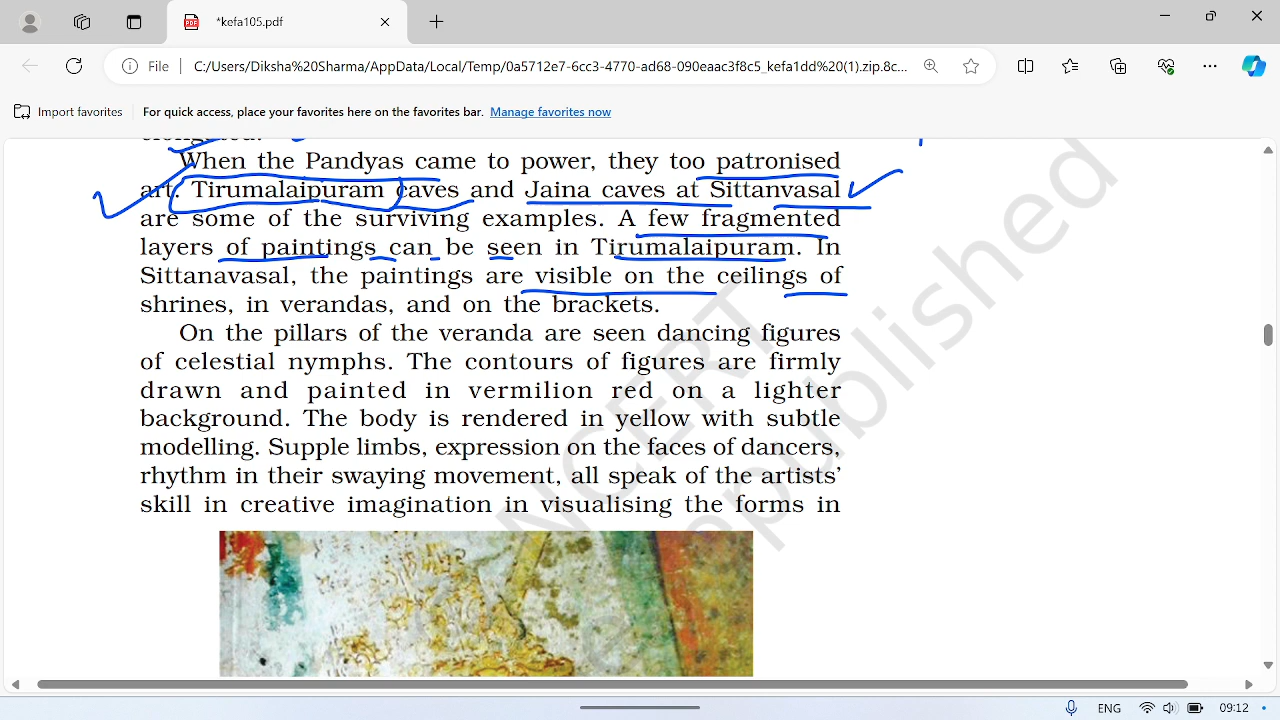 *kefa105.pdf
File
C:/Users/Diksha%20Sharma/AppData/Local/Temp/0a5712e7-6cc3-4770-ad68-090eaac3f8c5_kefa1dd%20(1).zip.8c...
Import favorites
For quick access, place your favorites here on the favorites bar. Manage favorites now
elongated.
When the Pandyas came to power, they too patronised
art. Tirumalaipuram caves and Jaina caves at Sittanvasal
are some of the surviving examples. A few fragmented
layers of paintings can be seen in Tirumalaipuram. In
Sittanavasal, the paintings are visible on the ceilings of
shrines, in verandas, and on the brackets.
On the pillars of the veranda are seen dancing figures
of celestial nymphs. The contours of figures are firmly
drawn and painted in vermilion red on a lighter
background. The body is rendered in yellow with subtle
modelling. Supple limbs, expression on the faces of dancers,
rhythm in their swaying movement, all speak of the artists’
skill in creative imagination in visualising the forms in
NCERT
republished
ENG
09:12